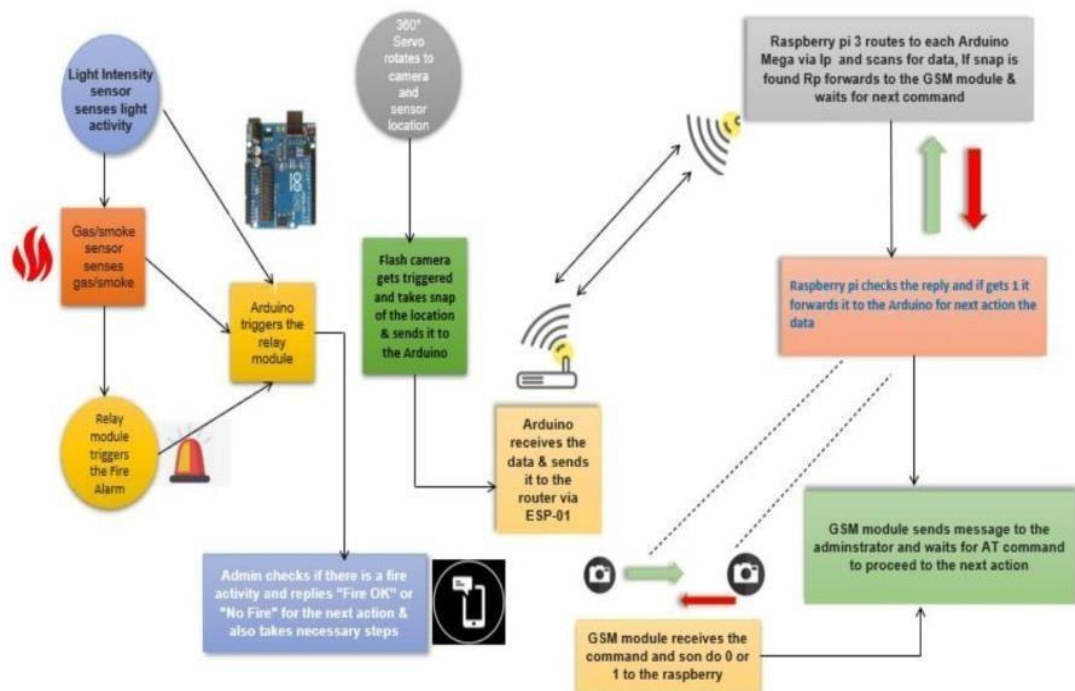 Light Intensity
sensor
senses light
activity
Gas/smoke
sensor
senses
gas/smoke
Relay
module
triggers
the Fire
Alarm
Arduino
triggers the
relay
module
360°
Servo
rotates to
camera
and
sensor
location
Flash camera
gets triggered
and takes snap
of the location
& sends it to
the Arduino
Arduino
receives the
data & sends
it to the
router via
ESP-01
Admin checks if there is a fire
activity and replies "Fire OK" or
"No Fire" for the next action &
also takes necessary steps
Raspberry pi 3 routes to each Arduino
Mega via Ip and scans for data, If snap is
found Rp forwards to the GSM module &
waits for next command
Raspberry pi checks the reply and if gets 1 it
forwards it to the Arduino for next action the
data
GSM module sends message to the
adminstrator and waits for AT command
to proceed to the next action
GSM module receives the
command and son do 0 or
1 to the raspberry